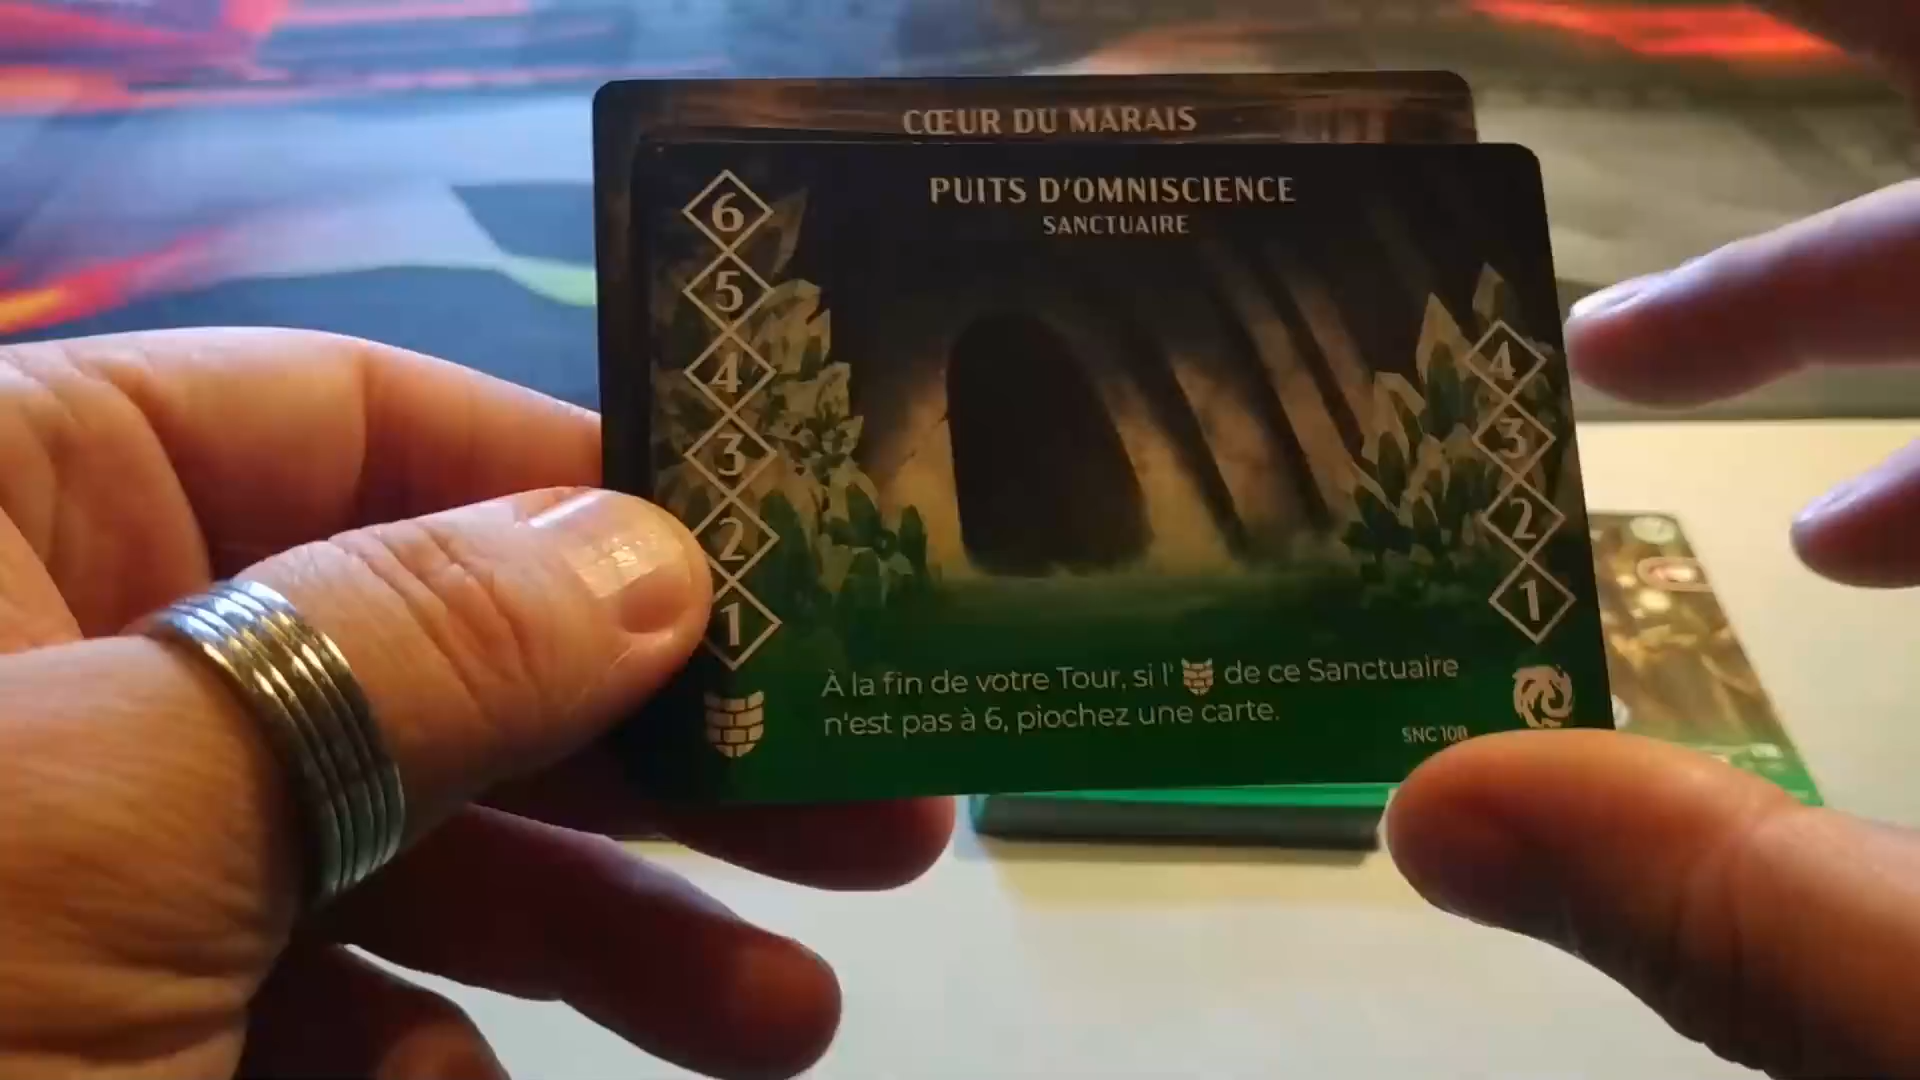 CŒUR DU MARAIS
PUITS D'OMNISCIENCE
SANCTUAIRE
6
5
4
3
2
1
4
3
2
1
À la fin de votre Tour, si l' de ce Sanctuaire
n'est pas à 6, piochez une carte.
SNC 10B